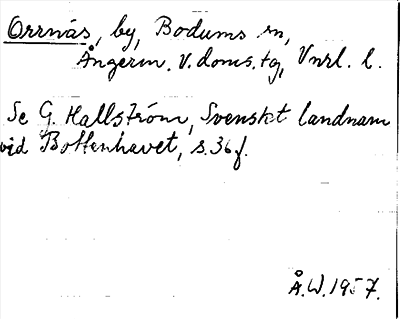 Orrnäs, by, Bodums sn,
Ångerm. v. doms. tg, Vnrl. l.
Se G. Hallström, Svenskt landnam
vid Bottenhavet, s. 36 f.
Å.W. 1957.